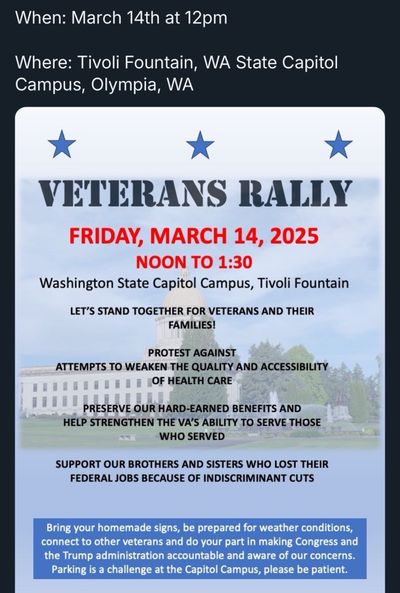 When: March 14th at 12pm
Where: Tivoli Fountain, WA State Capitol
Campus, Olympia, WA
VETERANS RALLY
FRIDAY, MARCH 14, 2025
NOON TO 1:30
Washington State Capitol Campus, Tivoli Fountain
LET'S STAND TOGETHER FOR VETERANS AND THEIR
FAMILIES!
PROTEST AGAINST
ATTEMPTS TO WEAKEN THE QUALITY AND ACCESSIBILITY
OF HEALTH CARE
PRESERVE OUR HARD-EARNED BENEFITS AND
HELP STRENGTHEN THE VA'S ABILITY TO SERVE THOSE
WHO SERVED
SUPPORT OUR BROTHERS AND SISTERS WHO LOST THEIR
FEDERAL JOBS BECAUSE OF INDISCRIMINANT CUTS
Bring your homemade signs, be prepared for weather conditions,
connect to other veterans and do your part in making Congress and
the Trump administration accountable and aware of our concerns.
Parking is a challenge at the Capitol Campus, please be patient.